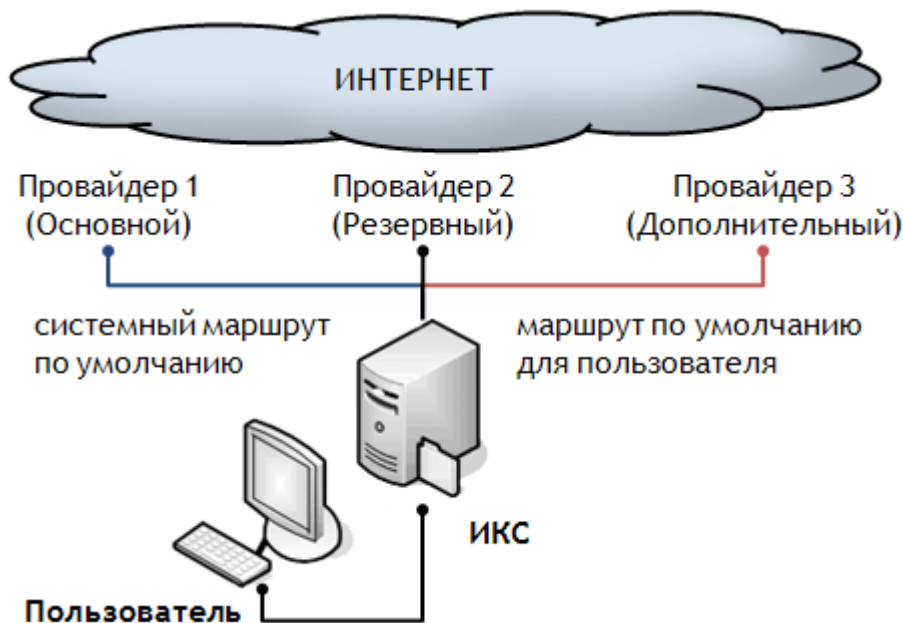 ИНТЕРНЕТ
Провайдер 1
(Основной)
Провайдер 2
(Резервный)
Провайдер 3
(Дополнительный)
системный маршрут
по умолчанию
маршрут по умолчанию
для пользователя
ИКС
Пользователь